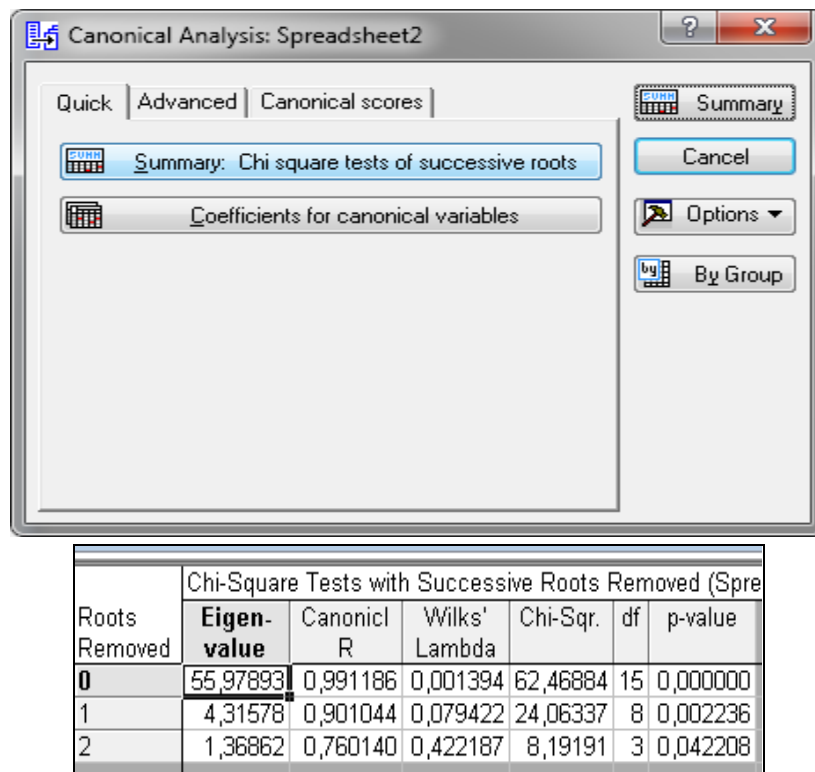 Canonical Analysis: Spreadsheet2
Quick Advanced Canonical scores
Summary: Chi square tests of successive roots
Coefficients for canonical variables
Summary
Cancel
Options
By Group
Chi-Square Tests with Successive Roots Removed (Spre
Roots Removed Eigen-value Canonicl R Wilks' Lambda Chi-Sqr. df p-value
0 55,97893 0,991186 0,001394 62,46884 15 0,000000
1 4,31578 0,901044 0,079422 24,06337 8 0,002236
2 1,36862 0,760140 0,422187 8,19191 3 0,042208